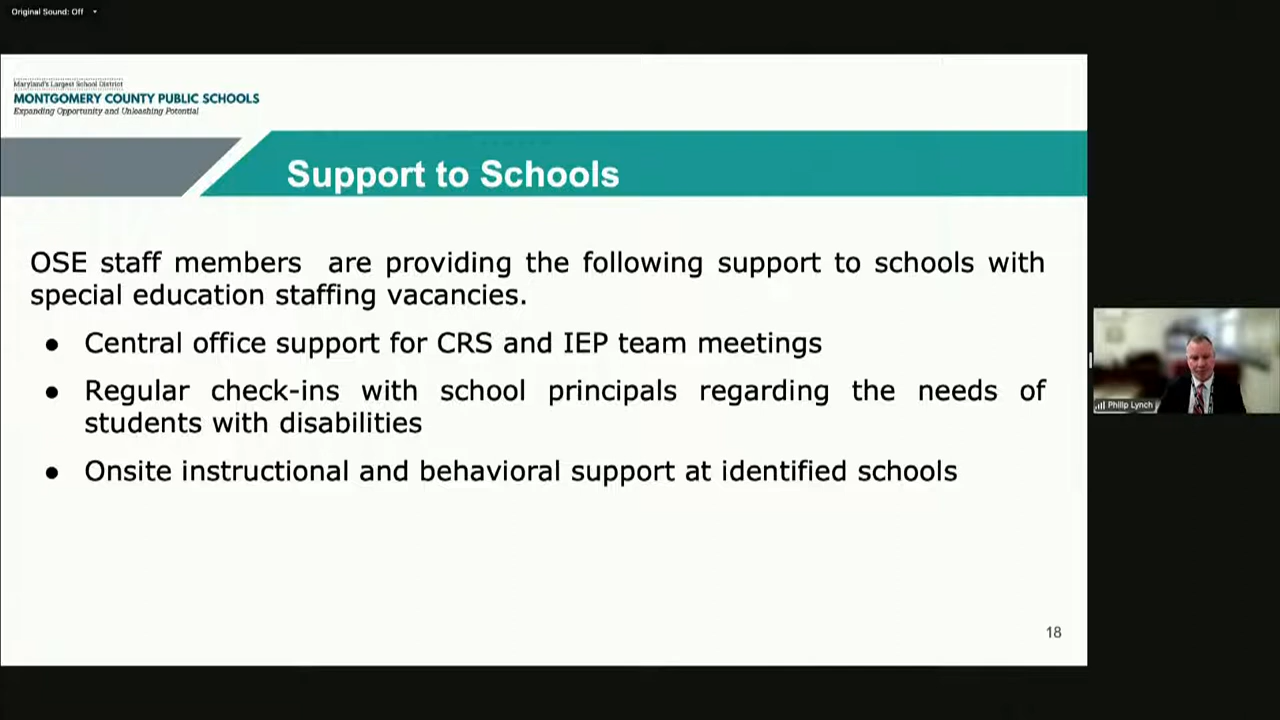 Original Sound: Off
Maryland's Largest School District
MONTGOMERY COUNTY PUBLIC SCHOOLS
Expanding Opportunity and Unleashing Potential
Support to Schools
OSE staff members are providing the following support to schools with
special education staffing vacancies.
● Central office support for CRS and IEP team meetings
● Regular check-ins with school principals regarding the needs of
students with disabilities
● Onsite instructional and behavioral support at identified schools
Philip Lynch
18